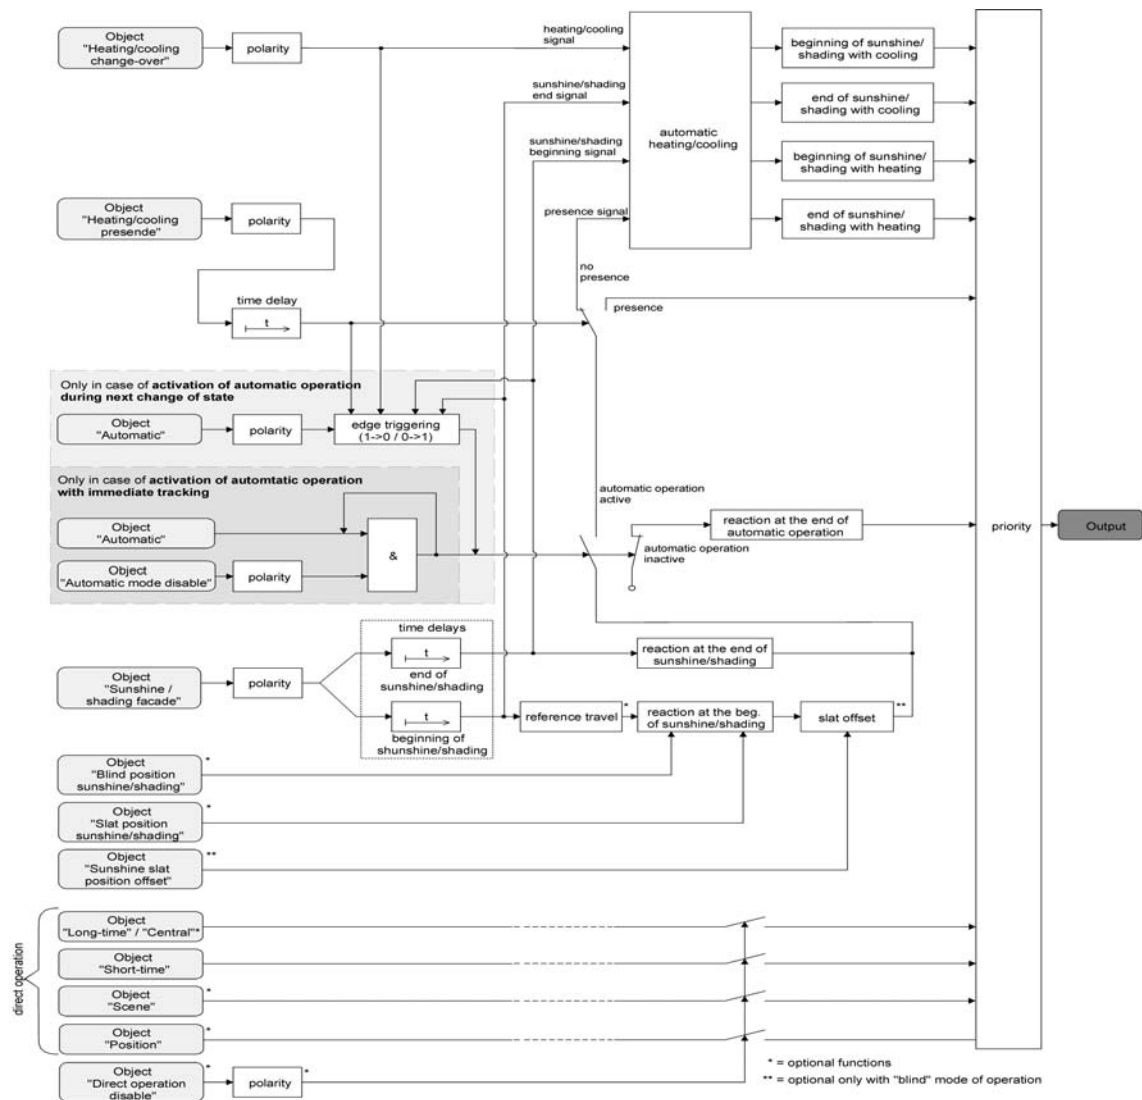 Object
"Heating/cooling
change-over"
polarity
heating/cooling
signal
beginning of sunshine/
shading with cooling
sunshine/shading
end signal
end of sunshine/
shading with cooling
automatic
heating/cooling
sunshine/shading
beginning signal
beginning of sunshine/
shading with heating
Object
"Heating/cooling
presende"
polarity
presence signal
end of sunshine/
shading with heating
no
presence
time delay
t
presence
Only in case of activation of automatic operation
during next change of state
Object
"Automatic"
polarity
edge triggering
(1->0 / 0->1)
Only in case of activation of automtatic operation
with immediate tracking
automatic operation
active
Object
"Automatic"
&
reaction at the end of
automatic operation
priority
Output
automatic operation
inactive
Object
"Automatic mode disable"
polarity
time delays
t
end of
sunshine/shading
reaction at the end of
sunshine/shading
Object
"Sunshine /
shading facade"
polarity
t
beginning of
shunshine/shading
reference travel
*
reaction at the beg.
of sunshine/shading
slat offset
**
Object
"Blind position
sunshine/shading"
*
Object
"Slat position
sunshine/shading"
*
Object
"Sunshine slat
position offset"
**
direct operation
Object
"Long-time" / "Central"*
Object
"Short-time"
Object
"Scene"
*
Object
"Position"
*
Object
"Direct operation
disable"
*
polarity
*
* = optional functions
** = optional only with "blind" mode of operation